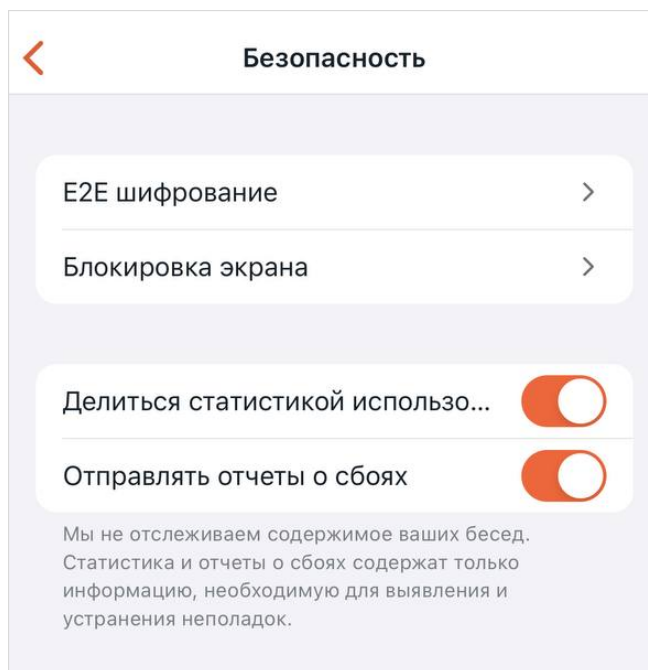 Безопасность
E2E шифрование
Блокировка экрана
Делиться статистикой использо...
Отправлять отчеты о сбоях
Мы не отслеживаем содержимое ваших бесед.
Статистика и отчеты о сбоях содержат только
информацию, необходимую для выявления и
устранения неполадок.